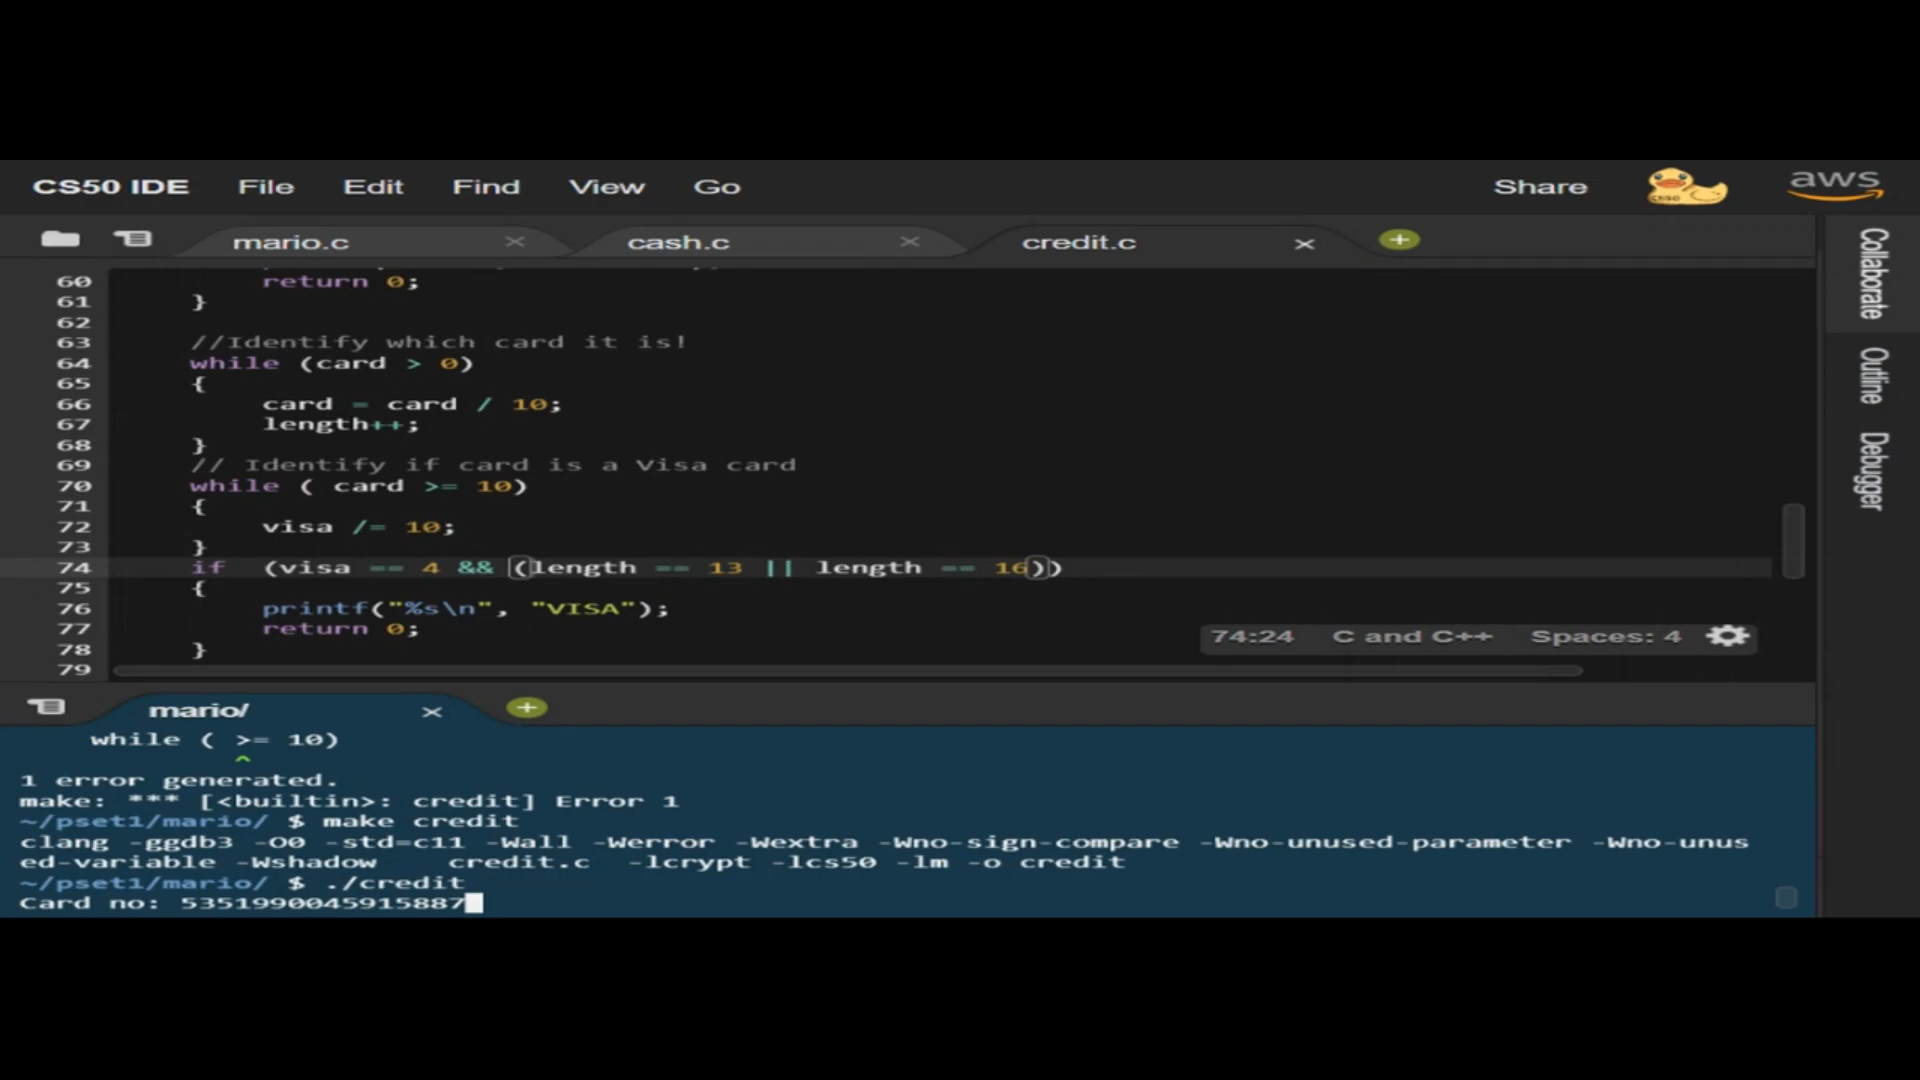 CS50 IDE File Edit Find View Go Share aws
mario.c cash.c credit.c
Collaborate
Outline
Debugger
60 return 0;
61 }
62
63 //Identify which card it is!
64 while (card > 0)
65 {
66 card = card / 10;
67 length++;
68 }
69 // Identify if card is a Visa card
70 while ( card >= 10)
71 {
72 visa /= 10;
73 }
74 if (visa == 4 && (length == 13 || length == 16))
75 {
76 printf("%s\n", "VISA");
77 return 0;
78 }
79
74:24 C and C++ Spaces: 4
mario/
while ( >= 10)
^
1 error generated.
make: *** [<builtin>: credit] Error 1
~/pset1/mario/ $ make credit
clang -ggdb3 -O0 -std=c11 -Wall -Werror -Wextra -Wno-sign-compare -Wno-unused-parameter -Wno-unus
ed-variable -Wshadow credit.c -lcrypt -lcs50 -lm -o credit
~/pset1/mario/ $ ./credit
Card no: 5351990045915887